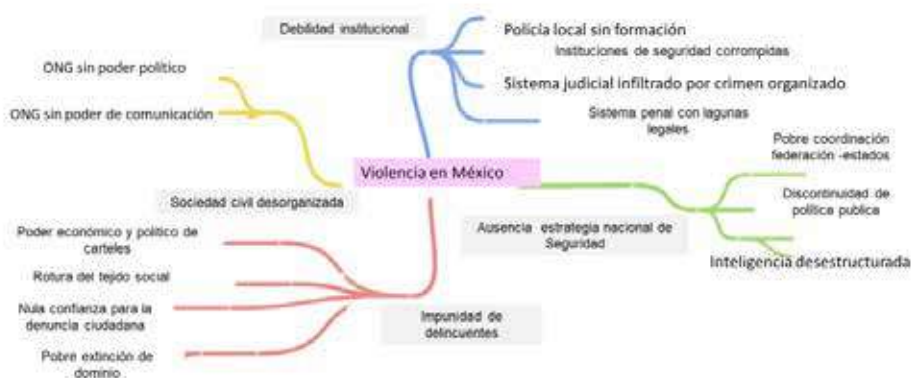 Debilidad institucional
Policía local sin formación
Instituciones de seguridad corrompidas
Sistema judicial infiltrado por crimen organizado
Sistema penal con lagunas
legales
ONG sin poder político
ONG sin poder de comunicación
Sociedad civil desorganizada
Violencia en México
Pobre coordinación
federación -estados
Discontinuidad de
política publica
Inteligencia desestructurada
Ausencia estrategia nacional de
Seguridad
Poder económico y político de
carteles
Rotura del tejido social
Nula confianza para la
denuncia ciudadana
Pobre extinción de
dominio
Impunidad de
delincuentes